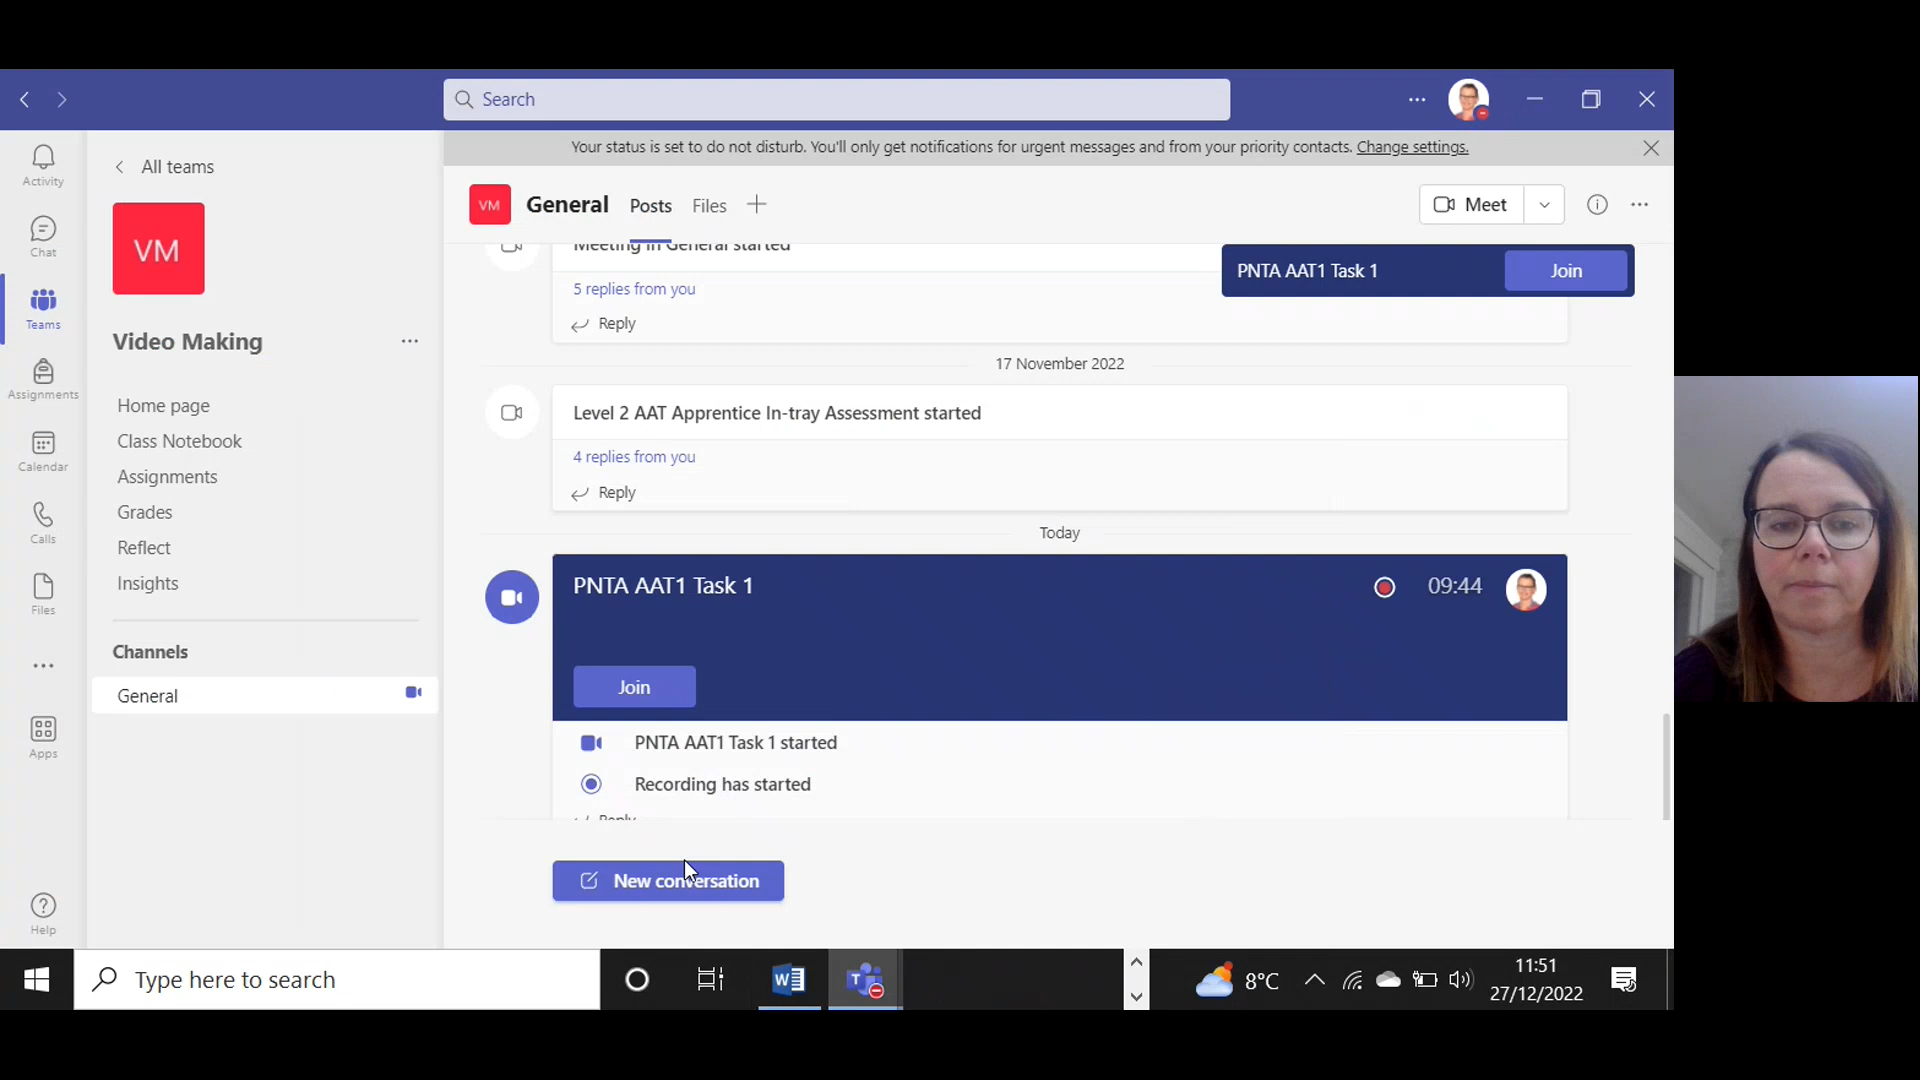 Search
Your status is set to do not disturb. You'll only get notifications for urgent messages and from your priority contacts. Change settings.
Activity
Chat
Teams
Assignments
Calendar
Calls
Files
Apps
Help
All teams
VM
Video Making
Home page
Class Notebook
Assignments
Grades
Reflect
Insights
Channels
General
VM General Posts Files
Meet
Meeting in General started
PNTA AAT1 Task 1 Join
5 replies from you
Reply
17 November 2022
Level 2 AAT Apprentice In-tray Assessment started
4 replies from you
Reply
Today
PNTA AAT1 Task 1 09:44
Join
PNTA AAT1 Task 1 started
Recording has started
Reply
New conversation
Type here to search
8°C
11:51
27/12/2022